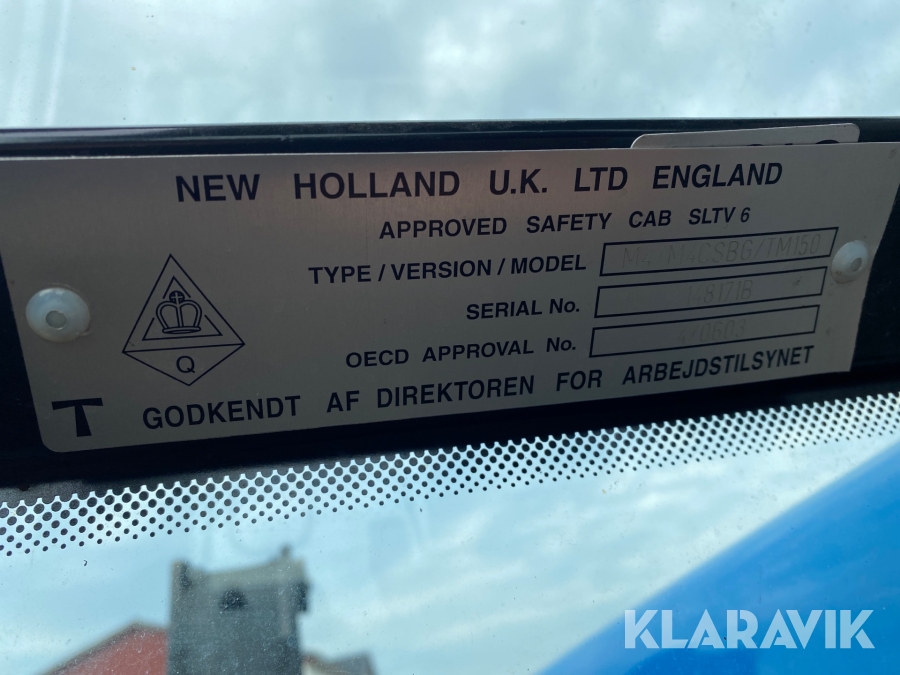 NEW HOLLAND U.K. LTD ENGLAND
APPROVED SAFETY CAB SLTV 6
TYPE / VERSION / MODEL
SERIAL No.
OECD APPROVAL No.
Q
T GODKENDT AF DIREKTOREN FOR ARBEJDSTILSYNET
KLARAVIK